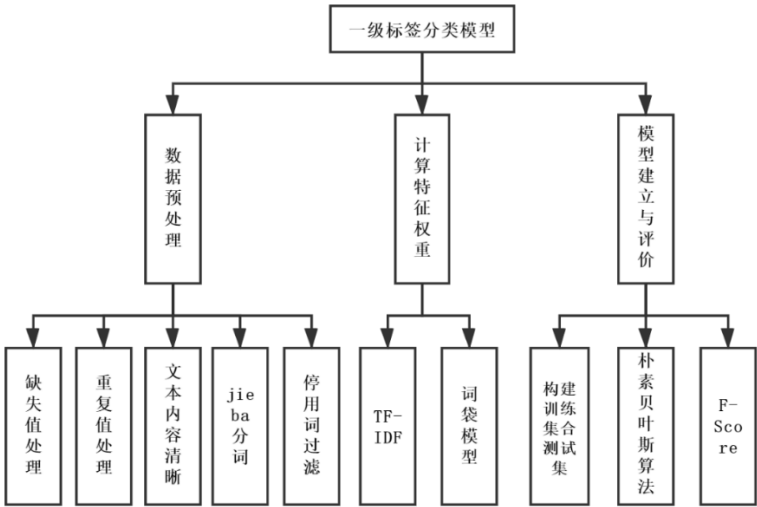 一级标签分类模型
数据预处理
计算特征权重
模型建立与评价
缺失值处理
重复值处理
文本内容清晰
jieba分词
停用词过滤
TF-IDF
词袋模型
构建训练集合测试集
朴素贝叶斯算法
F-Score